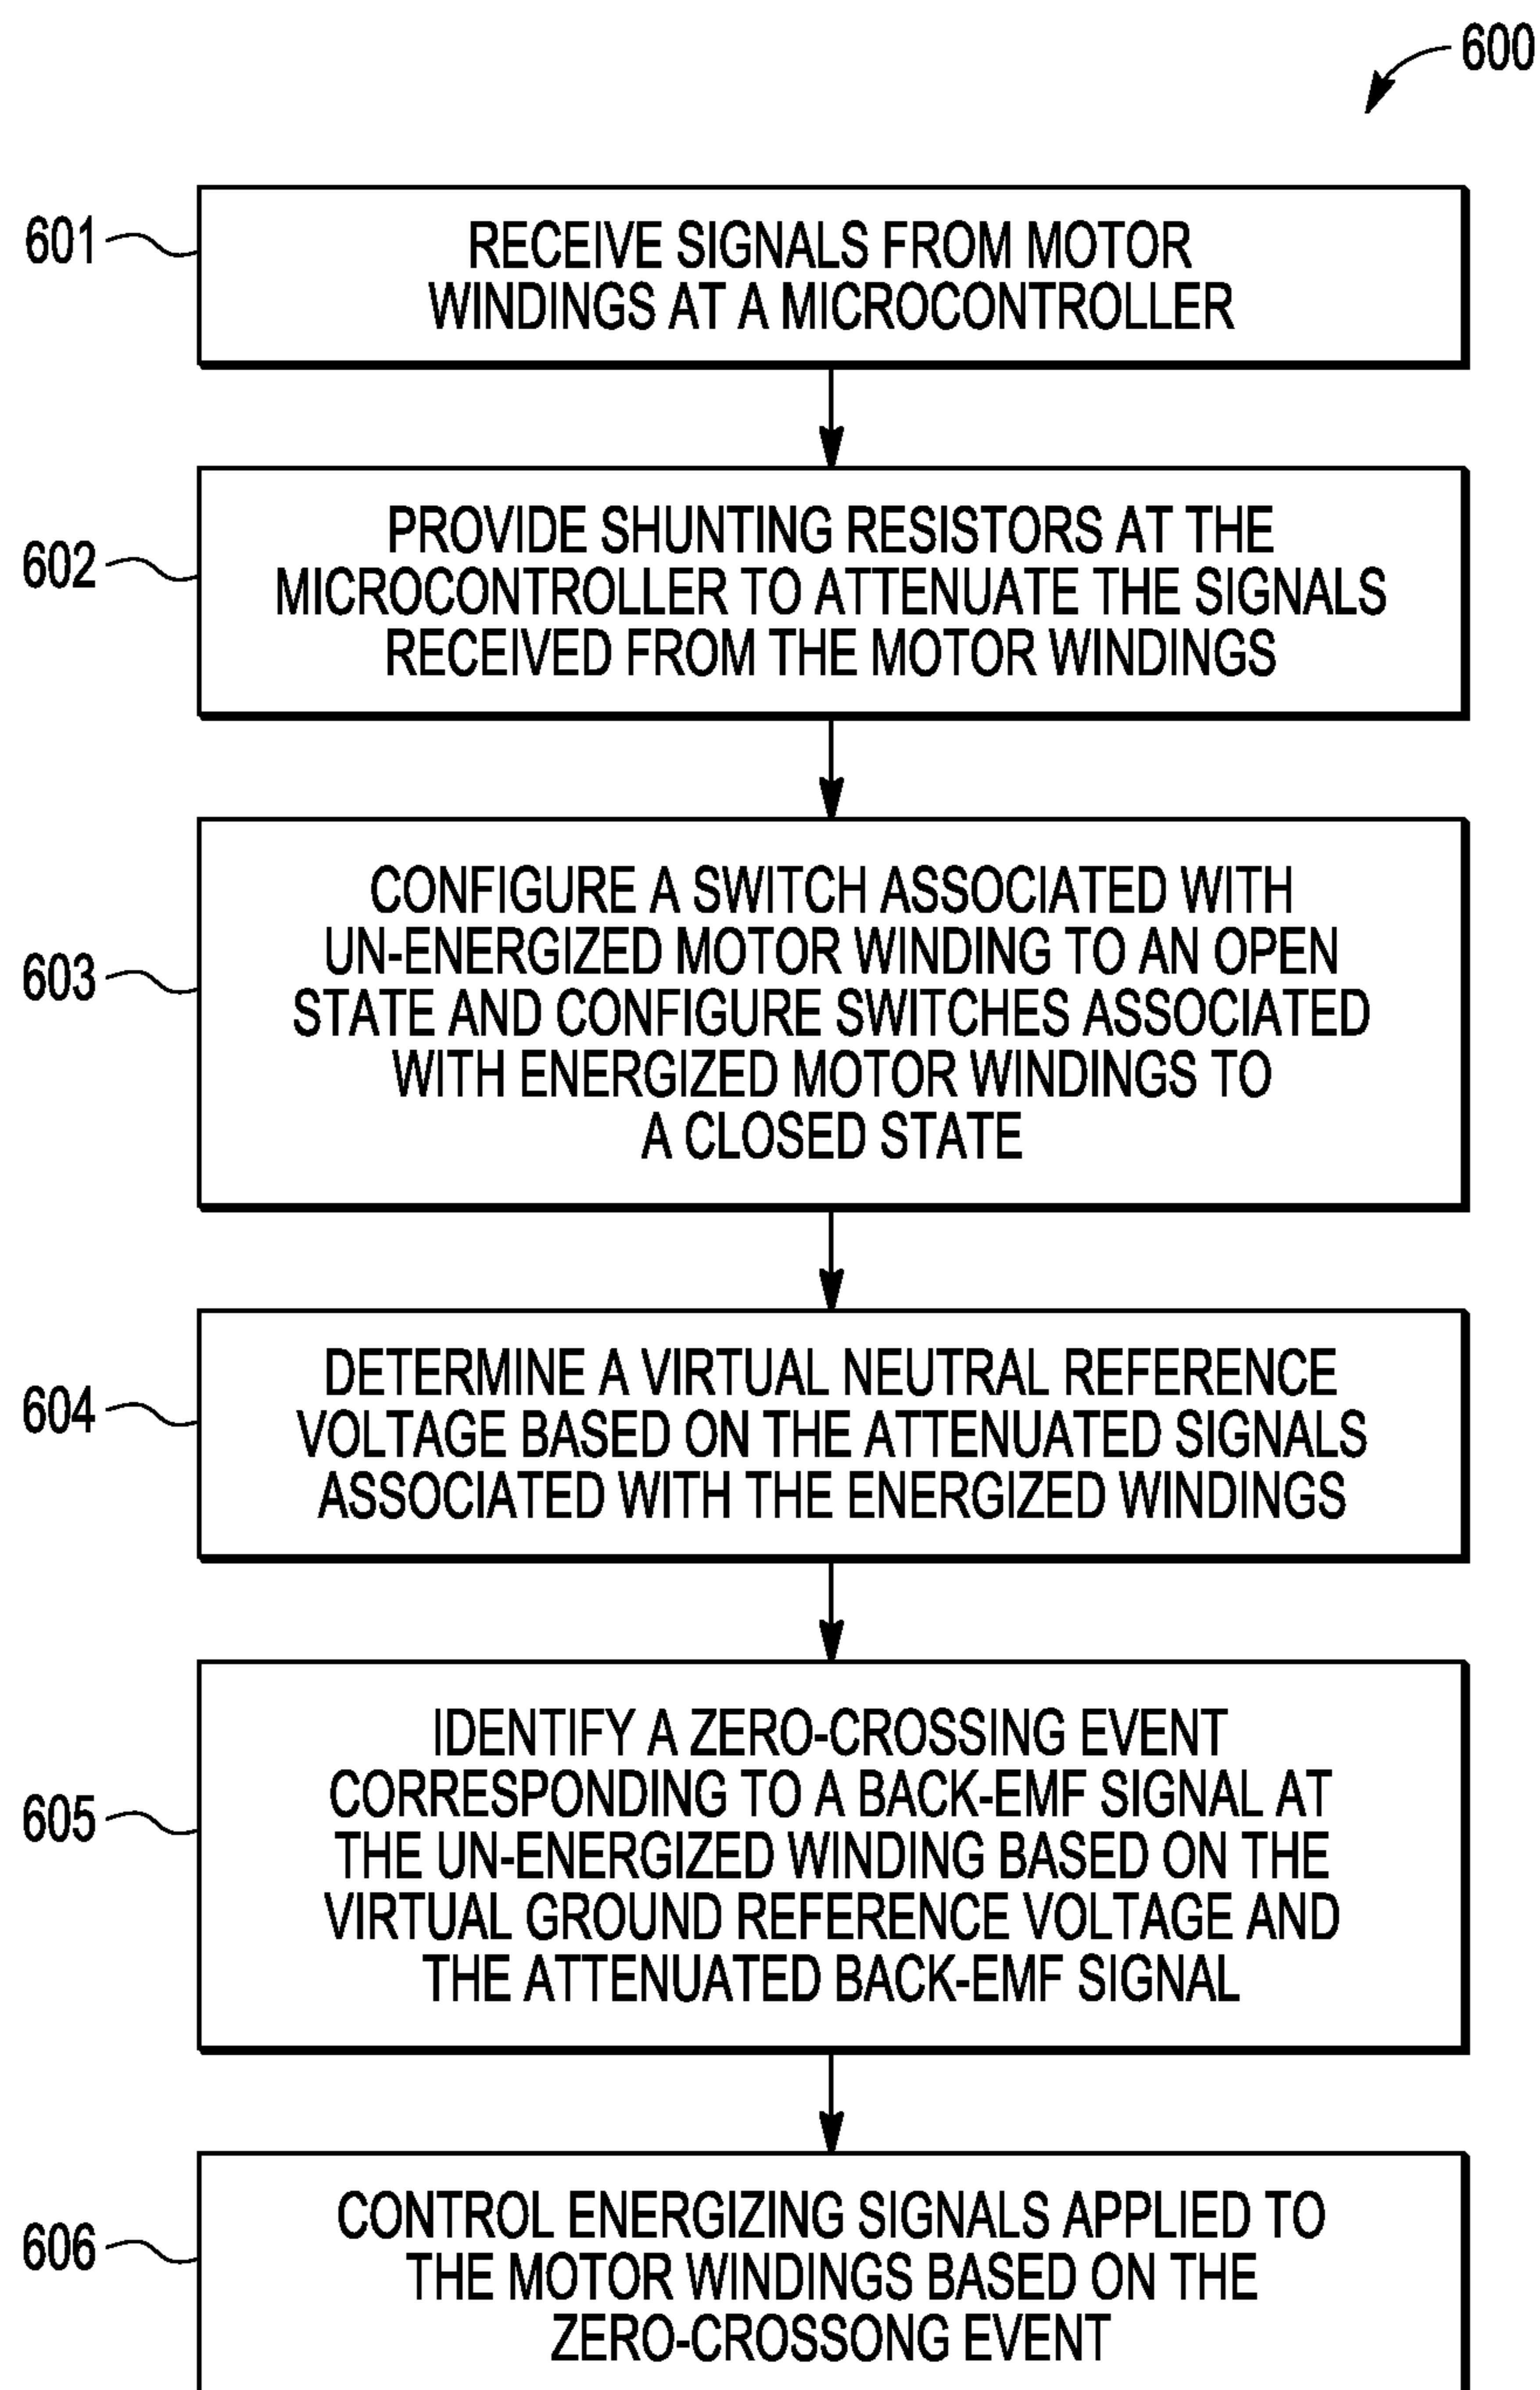 600
601
RECEIVE SIGNALS FROM MOTOR
WINDINGS AT A MICROCONTROLLER
602
PROVIDE SHUNTING RESISTORS AT THE
MICROCONTROLLER TO ATTENUATE THE SIGNALS
RECEIVED FROM THE MOTOR WINDINGS
603
CONFIGURE A SWITCH ASSOCIATED WITH
UN-ENERGIZED MOTOR WINDING TO AN OPEN
STATE AND CONFIGURE SWITCHES ASSOCIATED
WITH ENERGIZED MOTOR WINDINGS TO
A CLOSED STATE
604
DETERMINE A VIRTUAL NEUTRAL REFERENCE
VOLTAGE BASED ON THE ATTENUATED SIGNALS
ASSOCIATED WITH THE ENERGIZED WINDINGS
605
IDENTIFY A ZERO-CROSSING EVENT
CORRESPONDING TO A BACK-EMF SIGNAL AT
THE UN-ENERGIZED WINDING BASED ON THE
VIRTUAL GROUND REFERENCE VOLTAGE AND
THE ATTENUATED BACK-EMF SIGNAL
606
CONTROL ENERGIZING SIGNALS APPLIED TO
THE MOTOR WINDINGS BASED ON THE
ZERO-CROSSONG EVENT